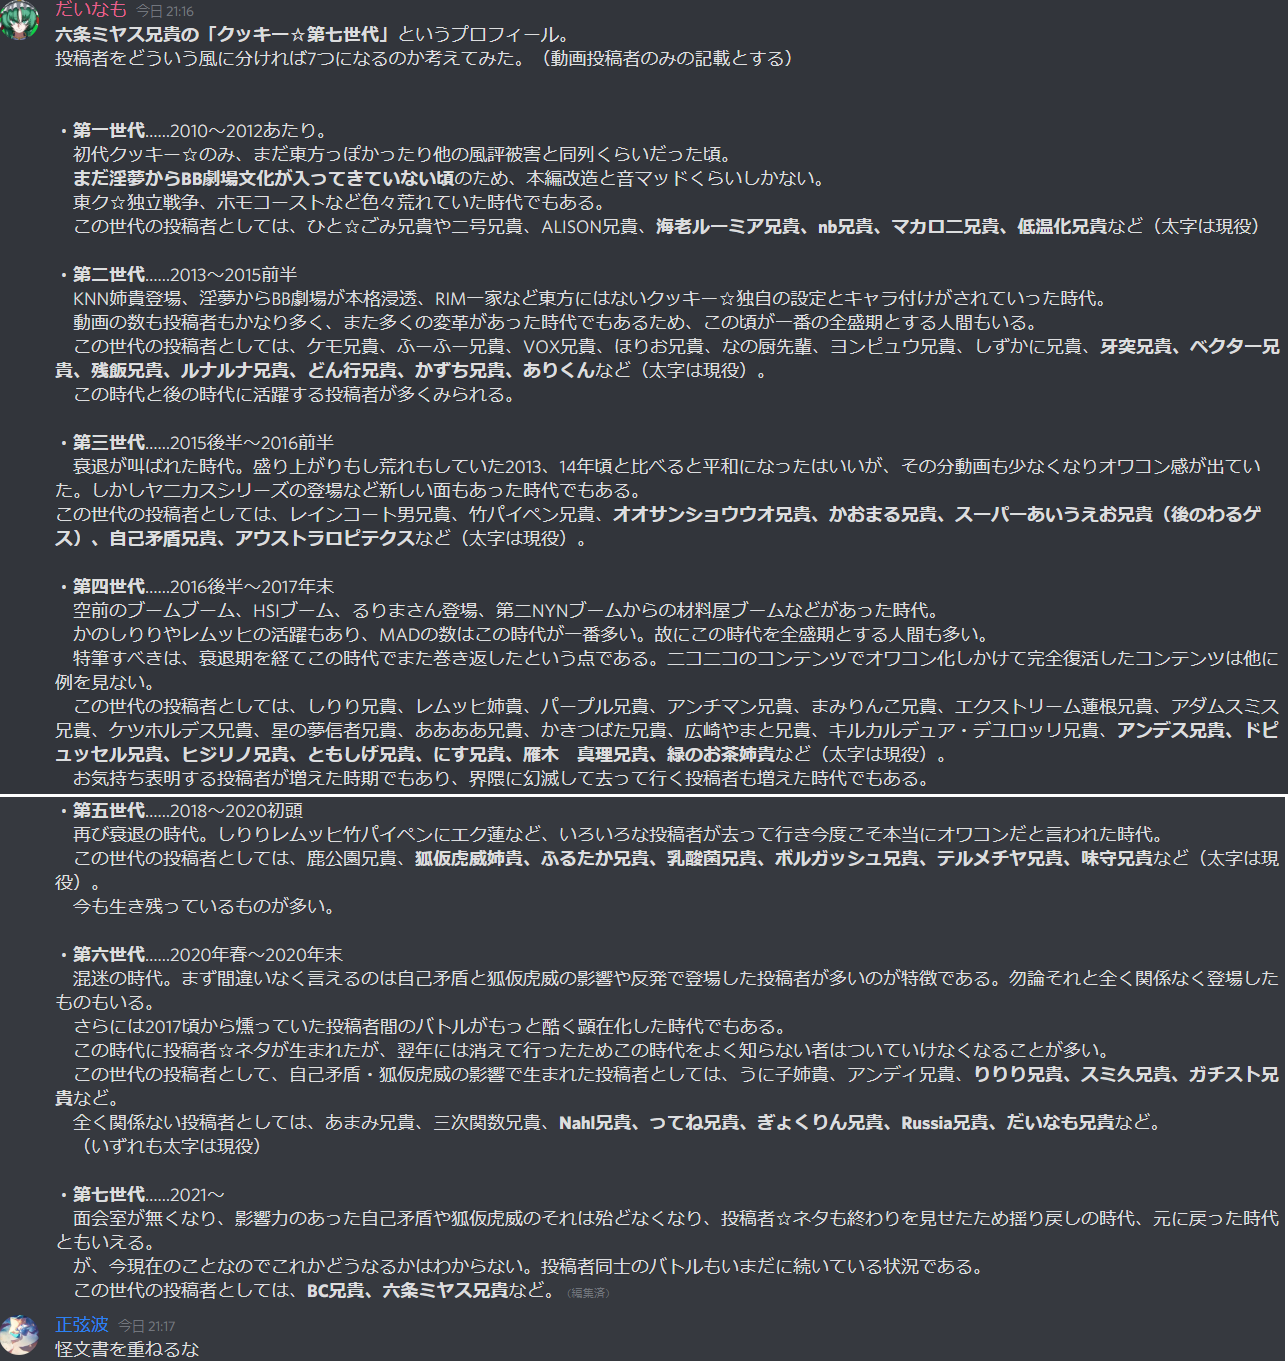 だいなも 今日 21:16
六条ミヤス兄貴の「クッキー☆第七世代」というプロフィール。
投稿者をどういう風に分ければ7つになるのか考えてみた。（動画投稿者のみの記載とする）
・第一世代……2010～2012あたり。
初代クッキー☆のみ、まだ東方っぽかったり他の風評被害と同列くらいだった頃。
まだ淫夢からBB劇場文化が入ってきていない頃のため、本編改造と音マッドくらいしかない。
東ク☆独立戦争、ホモコーストなど色々荒れていた時代でもある。
この世代の投稿者としては、ひと☆ごみ兄貴や二号兄貴、ALISON兄貴、海老ルーミア兄貴、nb兄貴、マカロニ兄貴、低温化兄貴など（太字は現役）
・第二世代……2013～2015前半
KNN姉貴登場、淫夢からBB劇場が本格浸透、RIM一家など東方にはないクッキー☆独自の設定とキャラ付けがされていった時代。
動画の数も投稿者もかなり多く、また多くの変革があった時代でもあるため、この頃が一番の全盛期とする人間もいる。
この世代の投稿者としては、ケモ兄貴、ふーふー兄貴、VOX兄貴、ほりお兄貴、なの厨先輩、ヨンピュウ兄貴、しずかに兄貴、牙突兄貴、ベクター兄
貴、残飯兄貴、ルナルナ兄貴、どん行兄貴、かずち兄貴、ありくんなど（太字は現役）。
この時代と後の時代に活躍する投稿者が多くみられる。
・第三世代……2015後半～2016前半
衰退が叫ばれた時代。盛り上がりもし荒れもしていた2013、14年頃と比べると平和になったはいいが、その分動画も少なくなりオワコン感が出てい
た。しかしヤニカスシリーズの登場など新しい面もあった時代でもある。
この世代の投稿者としては、レインコート男兄貴、竹パイペン兄貴、オオサンショウウオ兄貴、かおまる兄貴、スーパーあいうえお兄貴（後のわるゲ
ス）、自己矛盾兄貴、アウストラロピテクスなど（太字は現役）。
・第四世代……2016後半～2017年末
空前のブームブーム、HSIブーム、るりまさん登場、第二NYNブームからの材料屋ブームなどがあった時代。
かのしりりやレムッヒの活躍もあり、MADの数はこの時代が一番多い。故にこの時代を全盛期とする人間も多い。
特筆すべきは、衰退期を経てこの時代でまた巻き返したという点である。ニコニコのコンテンツでオワコン化しかけて完全復活したコンテンツは他に
例を見ない。
この世代の投稿者としては、しりり兄貴、レムッヒ姉貴、パープル兄貴、アンチマン兄貴、まみりんこ兄貴、エクストリーム蓮根兄貴、アダムスミス
兄貴、ケツホルデス兄貴、星の夢信者兄貴、ああああ兄貴、かきつばた兄貴、広崎やまと兄貴、キルカルデュア・デユロッリ兄貴、アンデス兄貴、ドピ
ュッセル兄貴、ヒジリノ兄貴、ともしげ兄貴、にす兄貴、雁木　真理兄貴、緑のお茶姉貴など（太字は現役）。
お気持ち表明する投稿者が増えた時期でもあり、界隈に幻滅して去って行く投稿者も増えた時代でもある。
・第五世代……2018～2020初頭
再び衰退の時代。しりりレムッヒ竹パイペンにエク蓮など、いろいろな投稿者が去って行き今度こそ本当にオワコンだと言われた時代。
この世代の投稿者としては、鹿公園兄貴、狐仮虎威姉貴、ふるたか兄貴、乳酸菌兄貴、ボルガッシュ兄貴、テルメチヤ兄貴、味守兄貴など（太字は現
役）。
今も生き残っているものが多い。
・第六世代……2020年春～2020年末
混迷の時代。まず間違いなく言えるのは自己矛盾と狐仮虎威の影響や反発で登場した投稿者が多いのが特徴である。勿論それと全く関係なく登場した
ものもいる。
さらには2017頃から燻っていた投稿者間のバトルがもっと酷く顕在化した時代でもある。
この時代に投稿者☆ネタが生まれたが、翌年には消えて行ったためこの時代をよく知らない者はついていけなくなることが多い。
この世代の投稿者として、自己矛盾・狐仮虎威の影響で生まれた投稿者としては、うに子姉貴、アンディ兄貴、りりり兄貴、スミ久兄貴、ガチスト兄
貴など。
全く関係ない投稿者としては、あまみ兄貴、三次関数兄貴、Nahl兄貴、ってね兄貴、ぎょくりん兄貴、Russia兄貴、だいなも兄貴など。
（いずれも太字は現役）
・第七世代……2021～
面会室が無くなり、影響力のあった自己矛盾や狐仮虎威のそれは殆どなくなり、投稿者☆ネタも終わりを見せたため揺り戻しの時代、元に戻った時代
ともいえる。
が、今現在のことなのでこれかどうなるかはわからない。投稿者同士のバトルもいまだに続いている状況である。
この世代の投稿者としては、BC兄貴、六条ミヤス兄貴など。（編集済）
正弦波 今日 21:17
怪文書を重ねるな